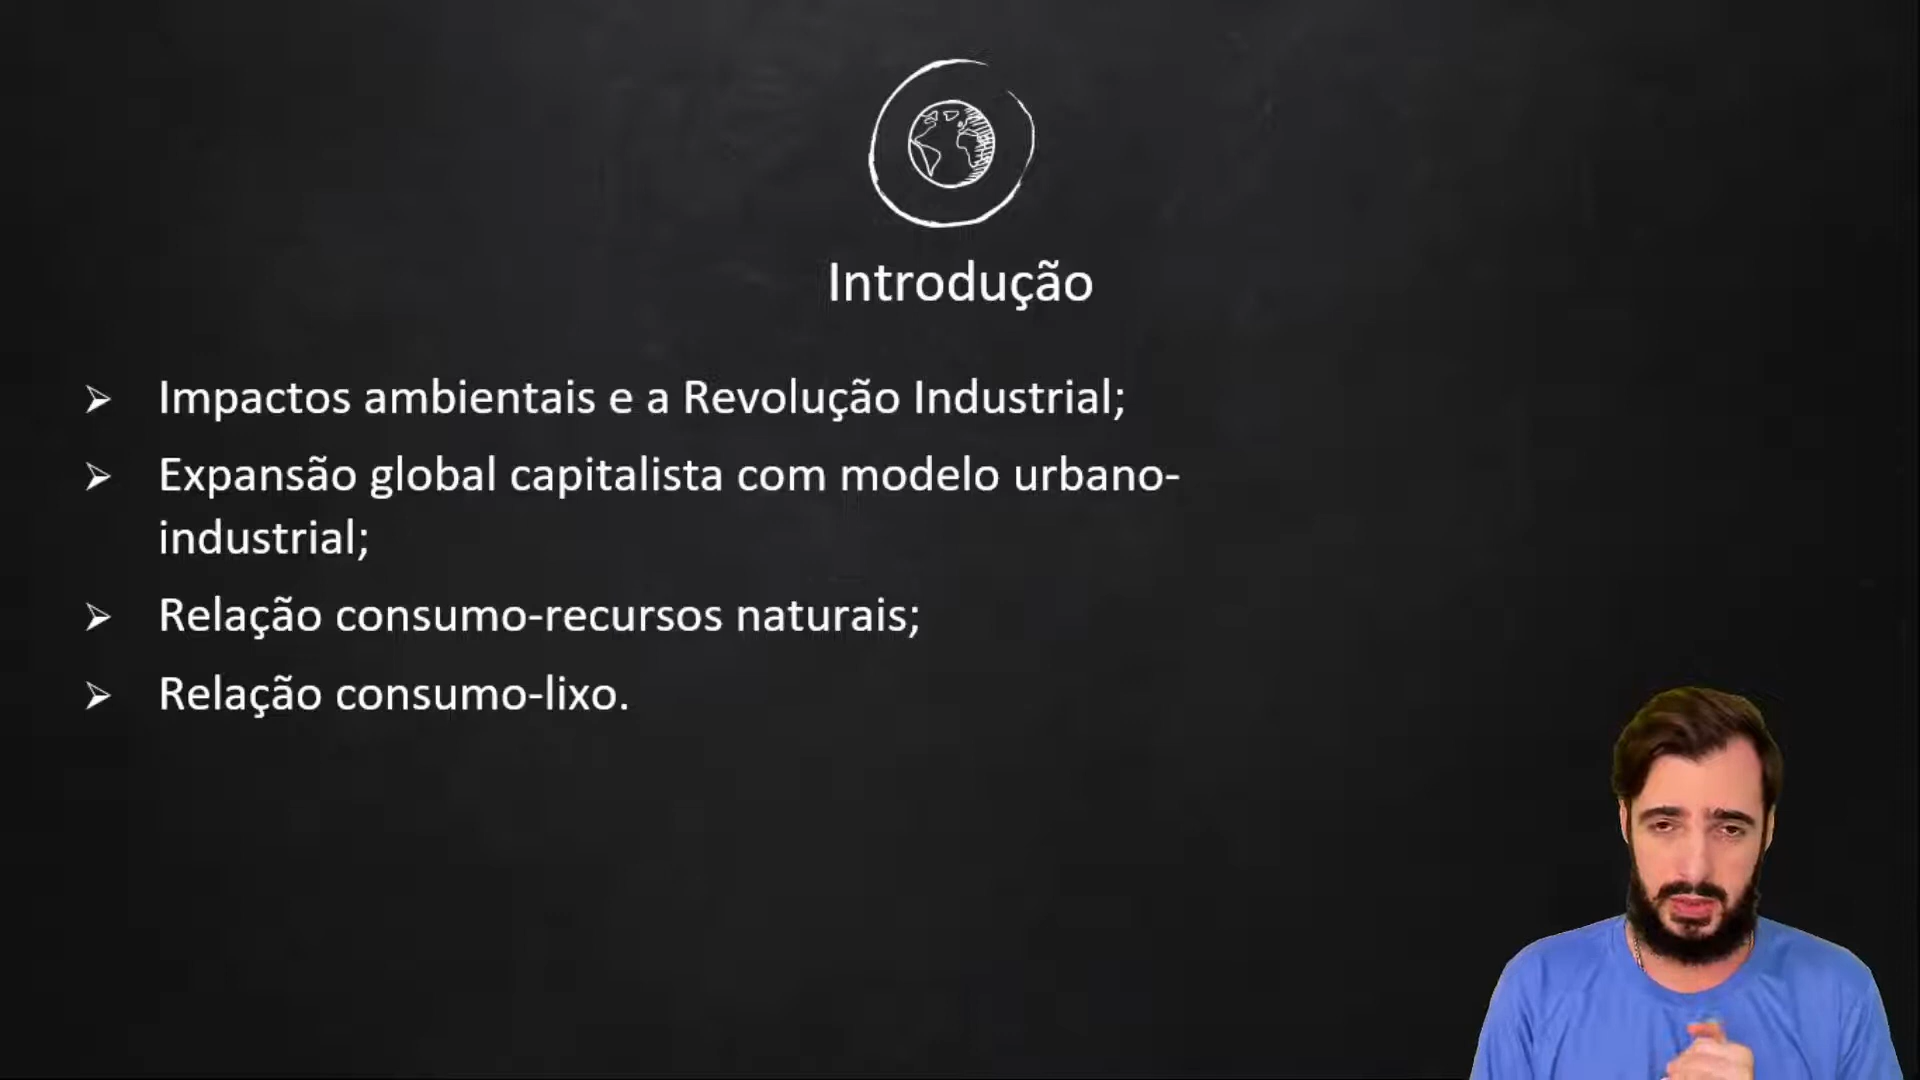 Introdução
Impactos ambientais e a Revolução Industrial;
Expansão global capitalista com modelo urbano-
industrial;
Relação consumo-recursos naturais;
Relação consumo-lixo.